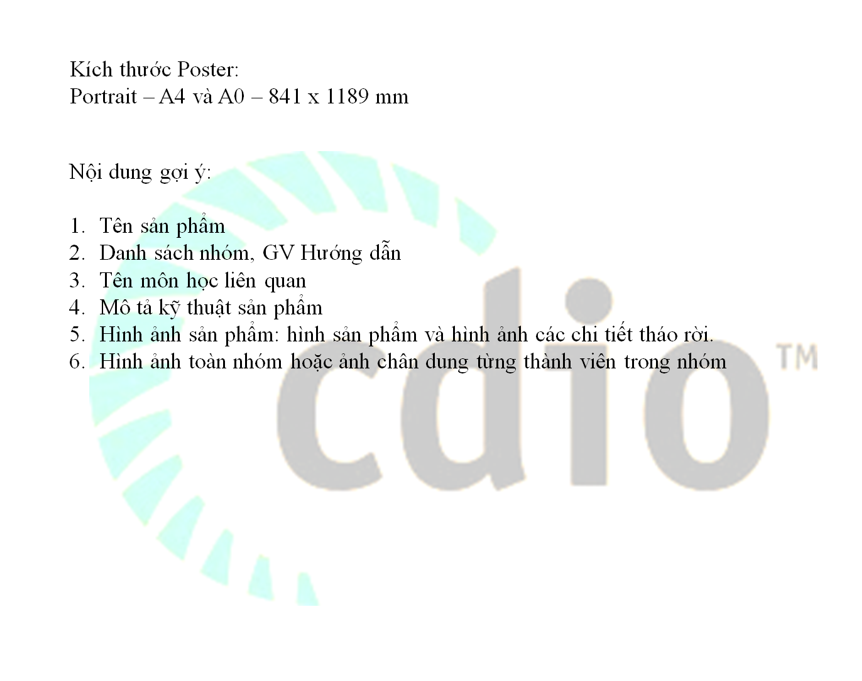 Kích thước Poster:
Portrait – A4 và A0 – 841 x 1189 mm
Nội dung gợi ý:
1. Tên sản phẩm
2. Danh sách nhóm, GV Hướng dẫn
3. Tên môn học liên quan
4. Mô tả kỹ thuật sản phẩm
5. Hình ảnh sản phẩm: hình sản phẩm và hình ảnh các chi tiết tháo rời.
6. Hình ảnh toàn nhóm hoặc ảnh chân dung từng thành viên trong nhóm
cdio TM